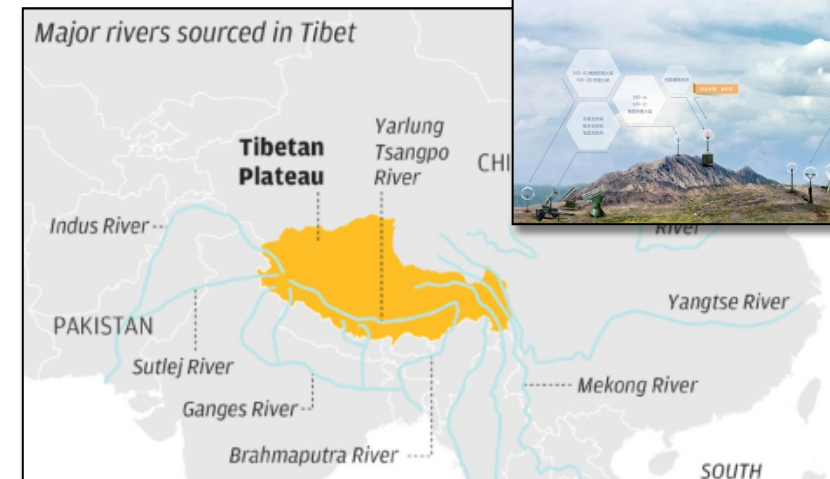 Major rivers sourced in Tibet
Tibetan
Plateau
Yarlung
Tsangpo
River
CHI
Indus River
River
Yangtse River
PAKISTAN
Sutlej River
Mekong River
Ganges River
Brahmaputra River
SOUTH